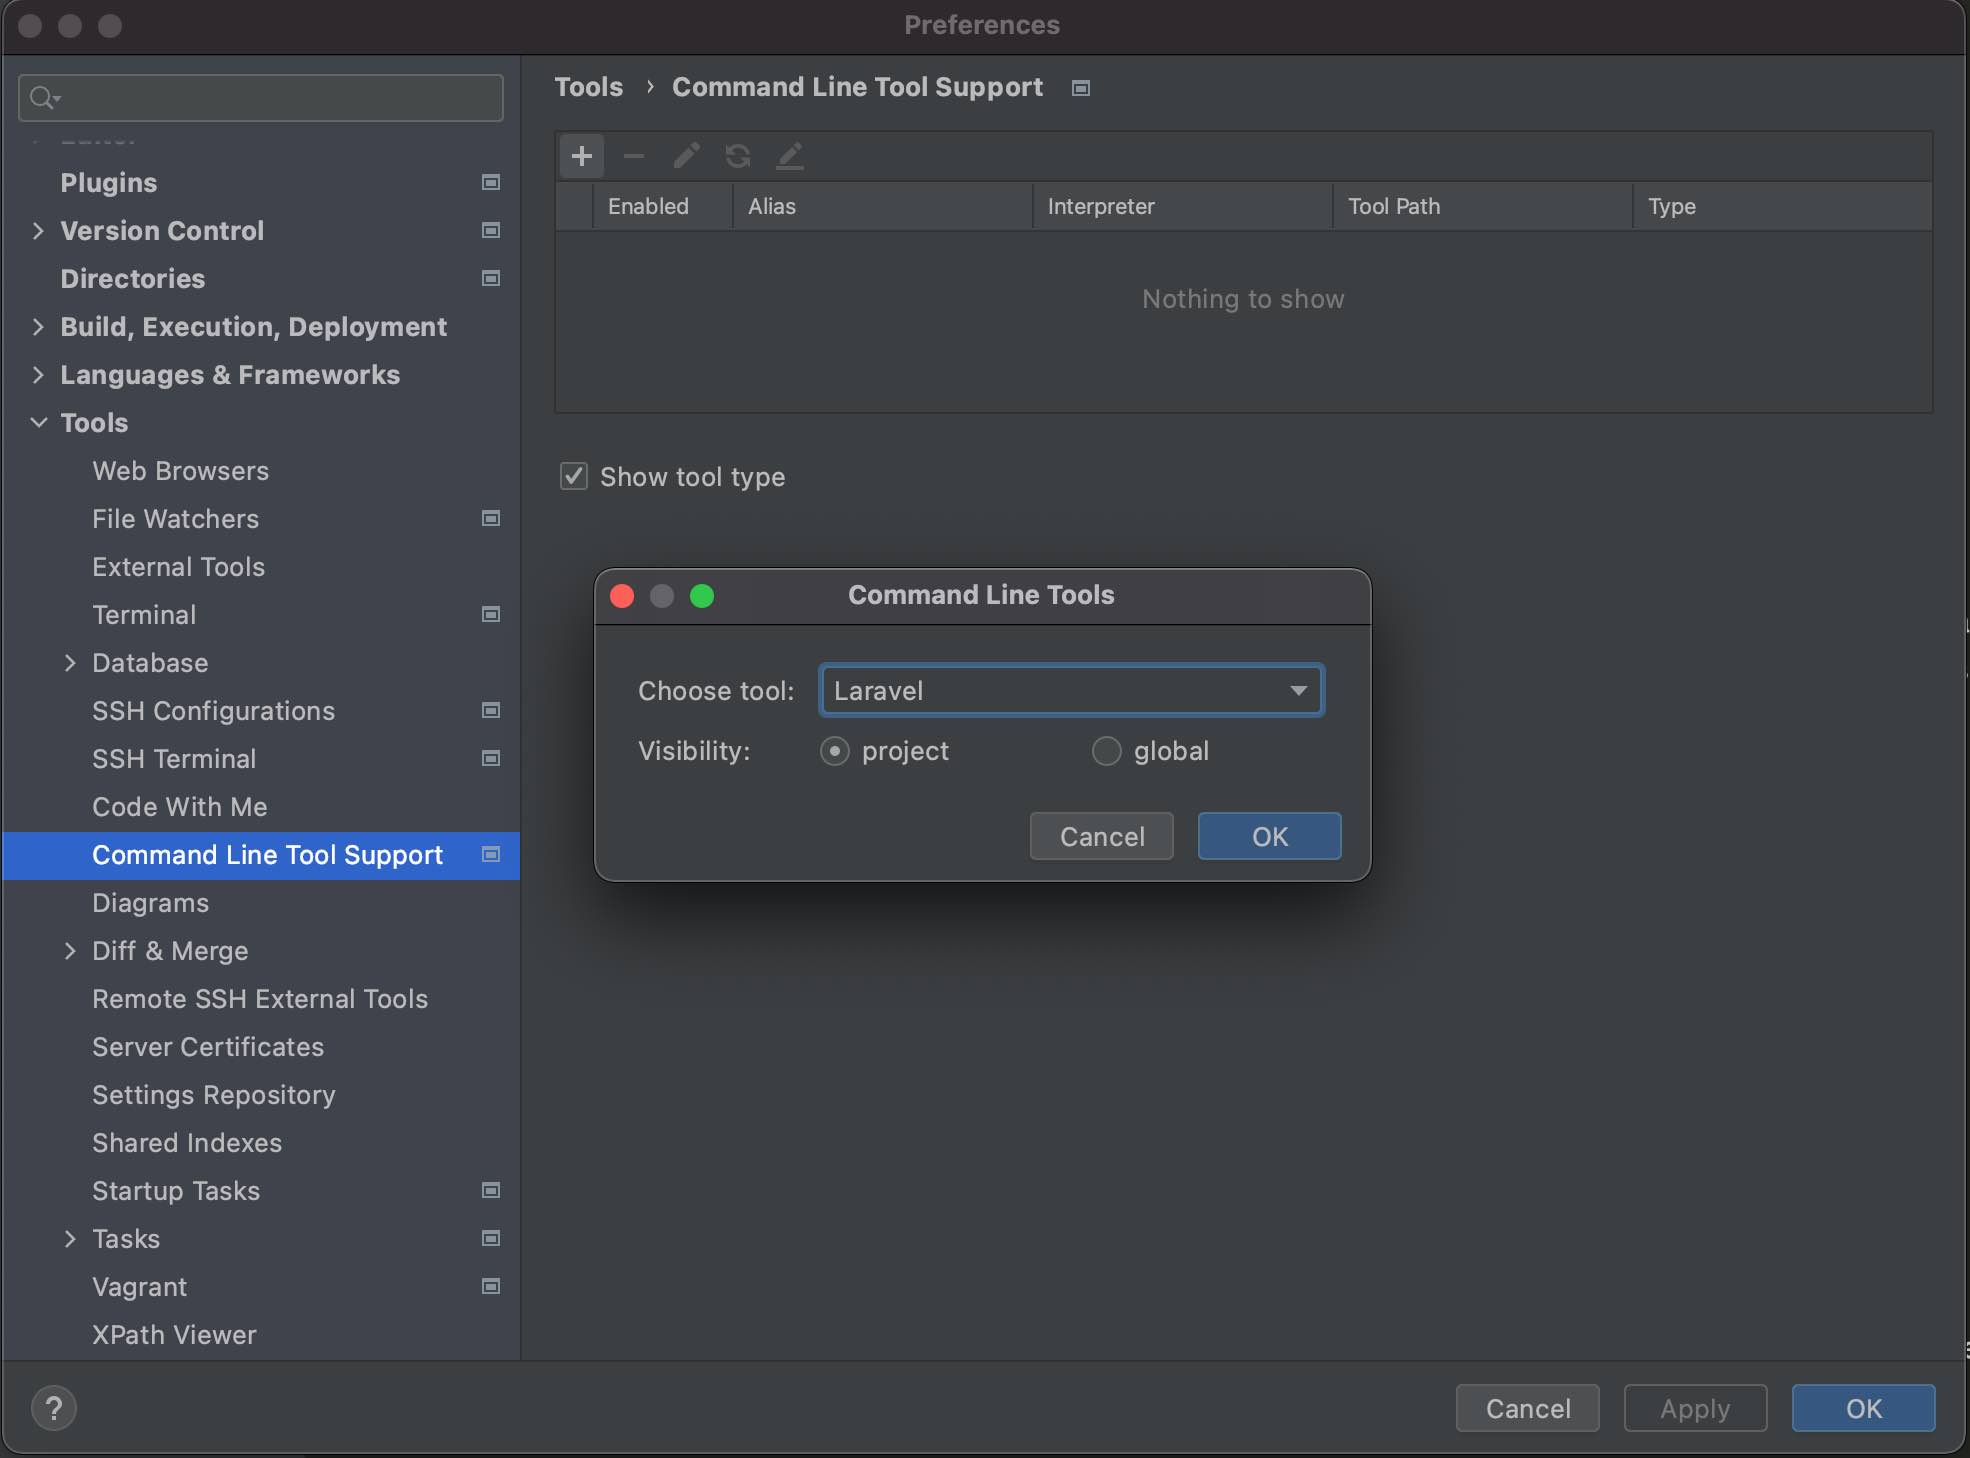 Preferences
Editor
Plugins
Version Control
Directories
Build, Execution, Deployment
Languages & Frameworks
Tools
Web Browsers
File Watchers
External Tools
Terminal
Database
SSH Configurations
SSH Terminal
Code With Me
Command Line Tool Support
Diagrams
Diff & Merge
Remote SSH External Tools
Server Certificates
Settings Repository
Shared Indexes
Startup Tasks
Tasks
Vagrant
XPath Viewer
Tools › Command Line Tool Support
Enabled Alias Interpreter Tool Path Type
Nothing to show
Show tool type
Command Line Tools
Choose tool: Laravel
Visibility: project global
Cancel OK
? Cancel Apply OK